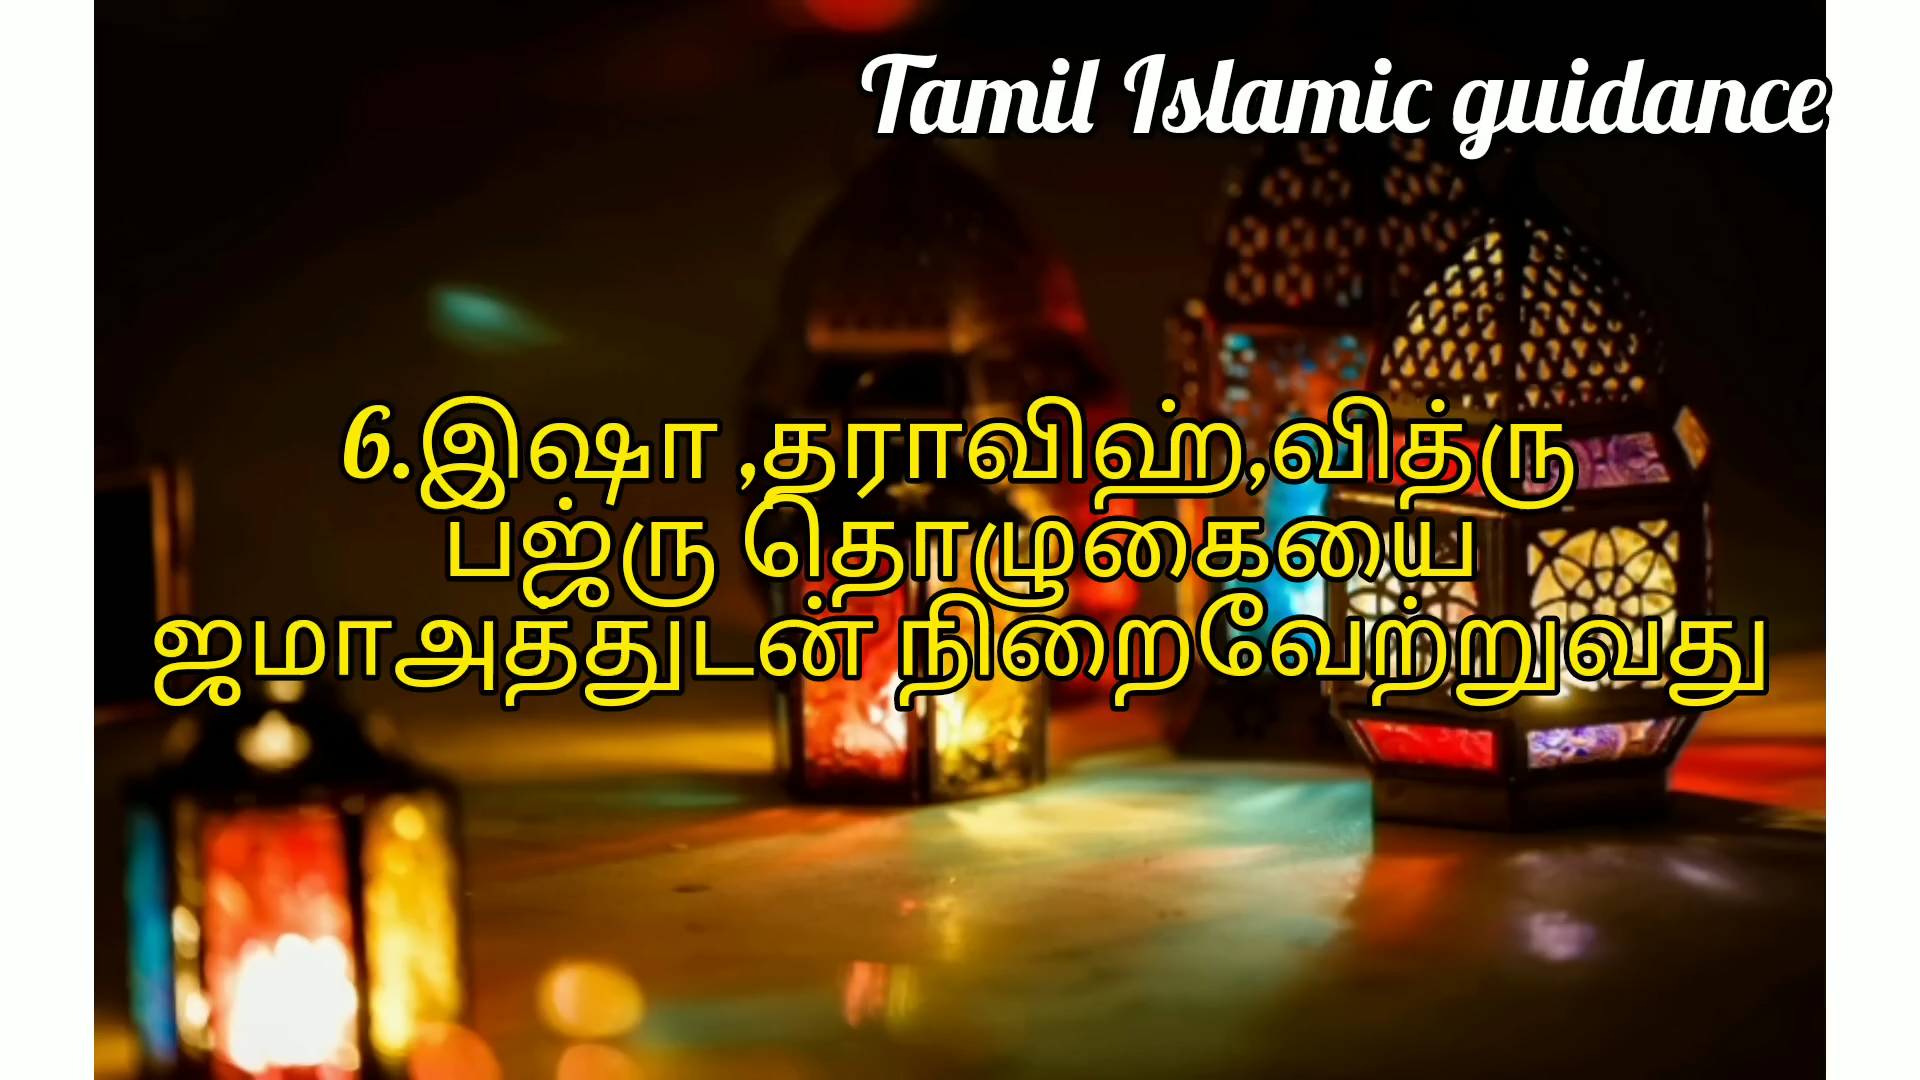 Tamil Islamic guidance
6.இஷா ,தராவிஹ்,வித்ரு
பஜ்ரு தொழுகையை
ஜமாஅத்துடன் நிறைவேற்றுவது